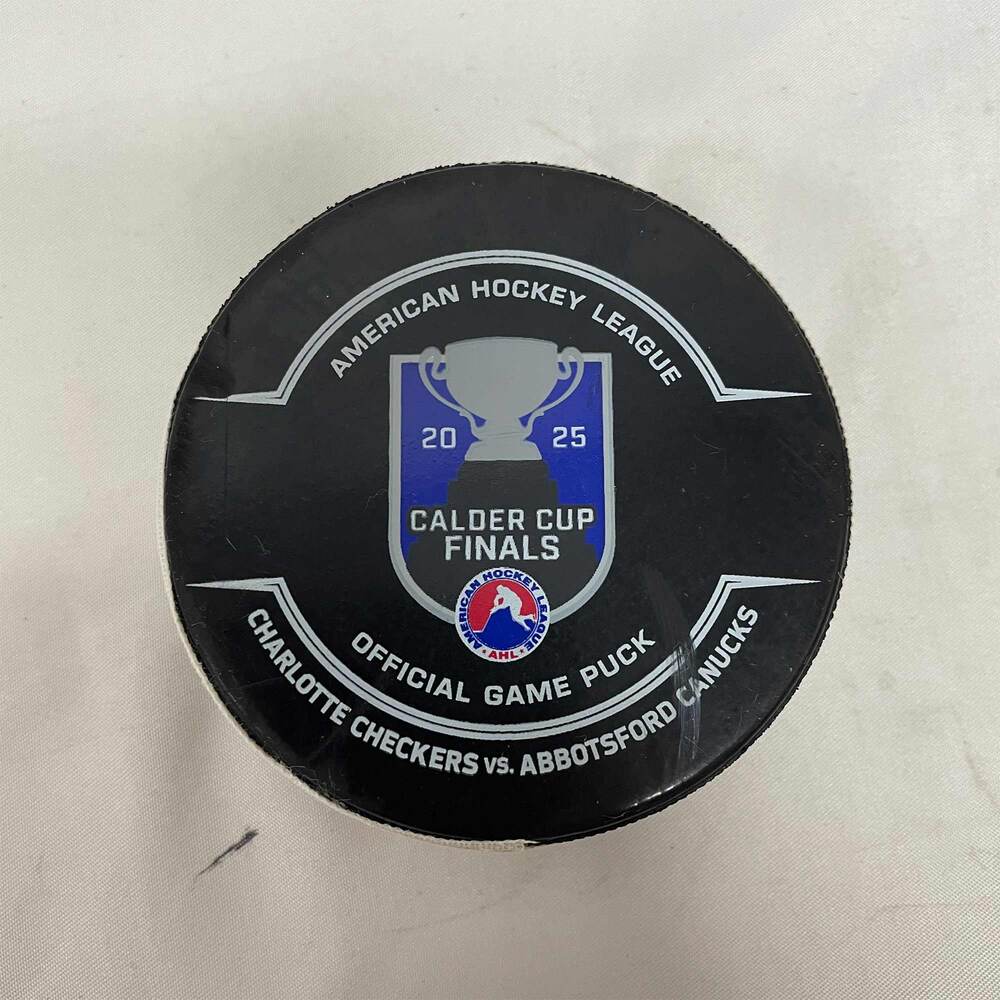 AMERICAN HOCKEY LEAGUE
20 25
CALDER CUP
FINALS
AMERICAN HOCKEY LEAGUE
AHL
OFFICIAL GAME PUCK
CHARLOTTE CHECKERS VS. ABBOTSFORD CANUCKS